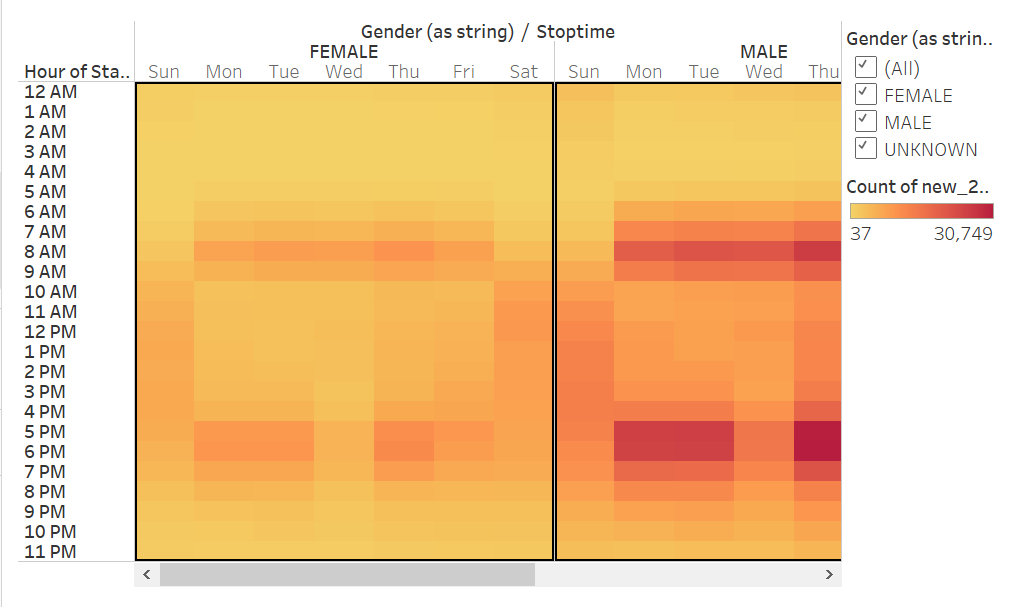 Gender (as string) / Stoptime
FEMALE MALE
Hour of Sta.. Sun Mon Tue Wed Thu Fri Sat Sun Mon Tue Wed Thu
12 AM
1 AM
2 AM
3 AM
4 AM
5 AM
6 AM
7 AM
8 AM
9 AM
10 AM
11 AM
12 PM
1 PM
2 PM
3 PM
4 PM
5 PM
6 PM
7 PM
8 PM
9 PM
10 PM
11 PM
Gender (as strin..
(All)
FEMALE
MALE
UNKNOWN
Count of new_2..
37 30,749